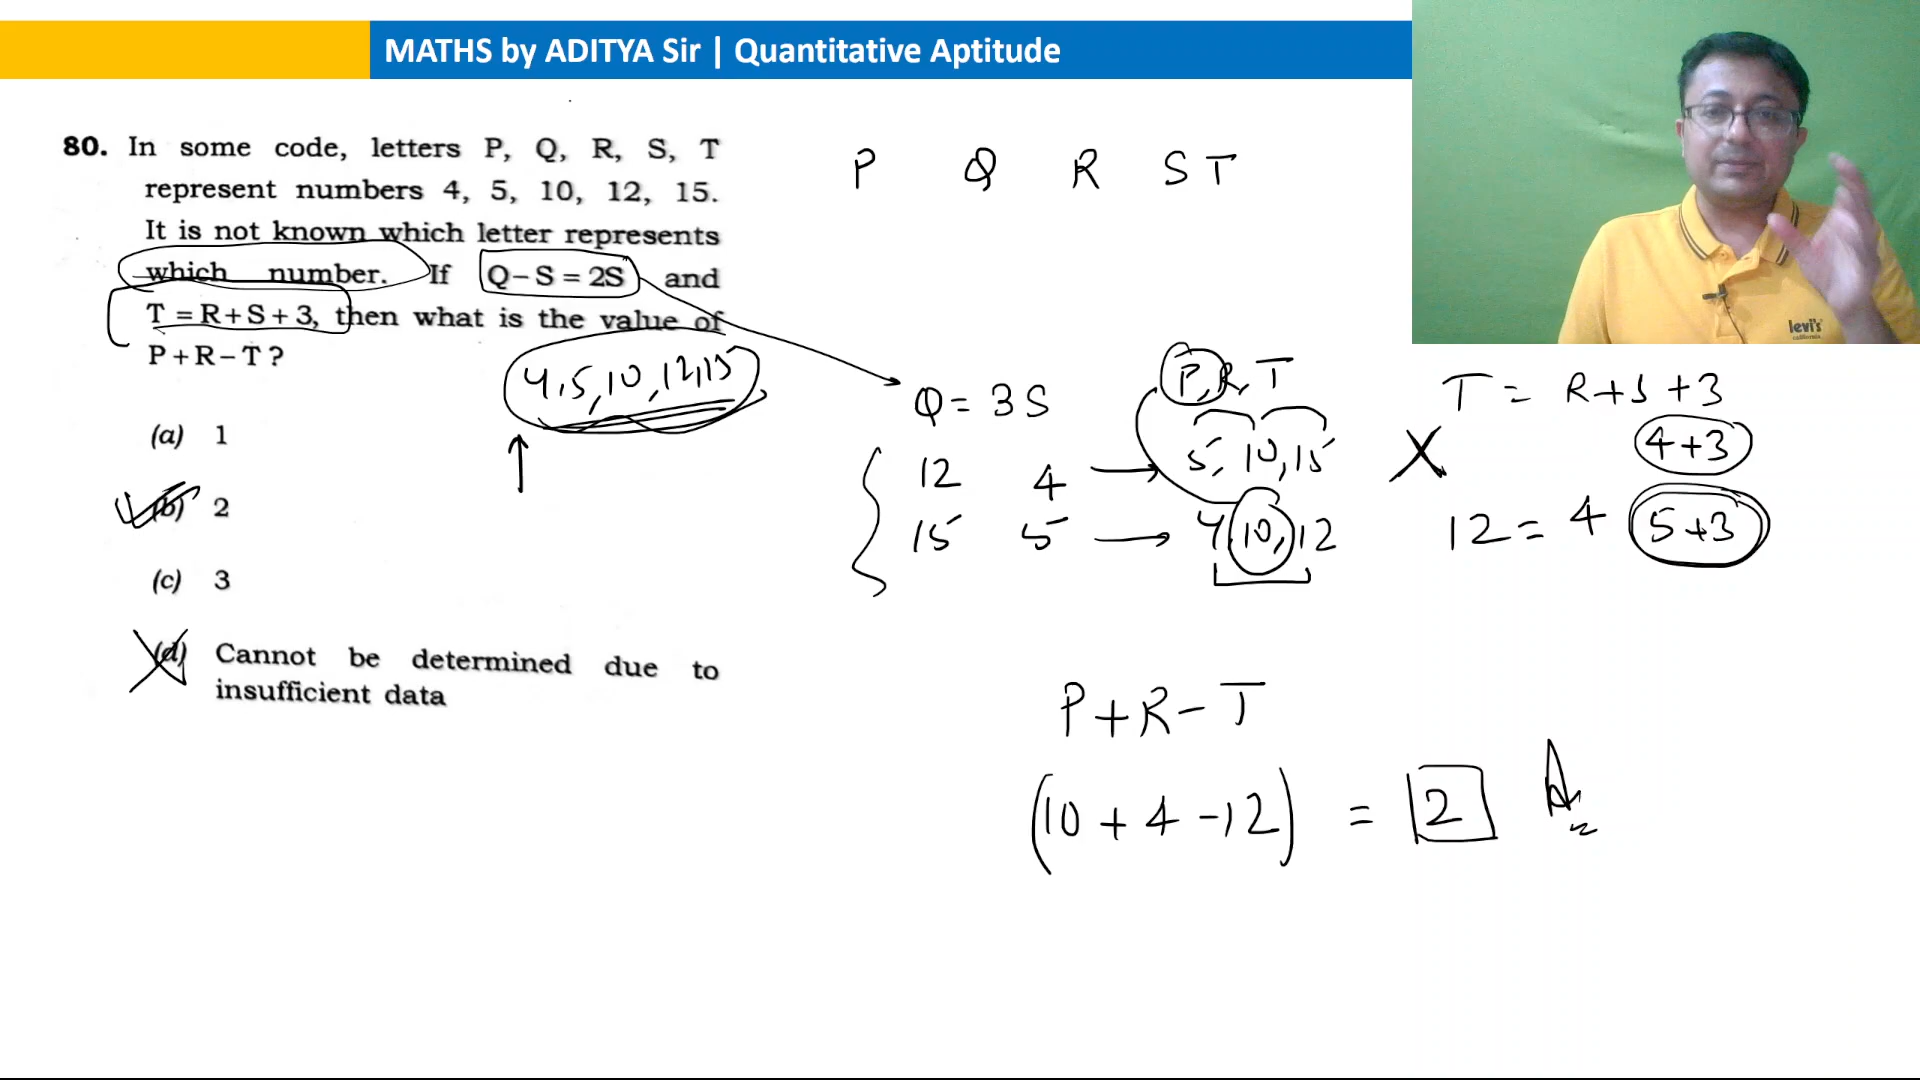 MATHS by ADITYA Sir | Quantitative Aptitude
80. In some code, letters P, Q, R, S, T
represent numbers 4, 5, 10, 12, 15.
It is not known which letter represents
which number. If Q-S = 2S and
T = R+S+3, then what is the value of
P+R-T?
4,5,10,12,15
(a) 1
(b) 2
(c) 3
(d) Cannot be determined due to
insufficient data
P Q R S T
Q = 3S
12 4
15 5
P, R, T
5, 10, 15
4, 10, 12
T = R+S+3
4+3
12 = 4 5+3
P+R-T
(10+4-12) = 2
levi's
california